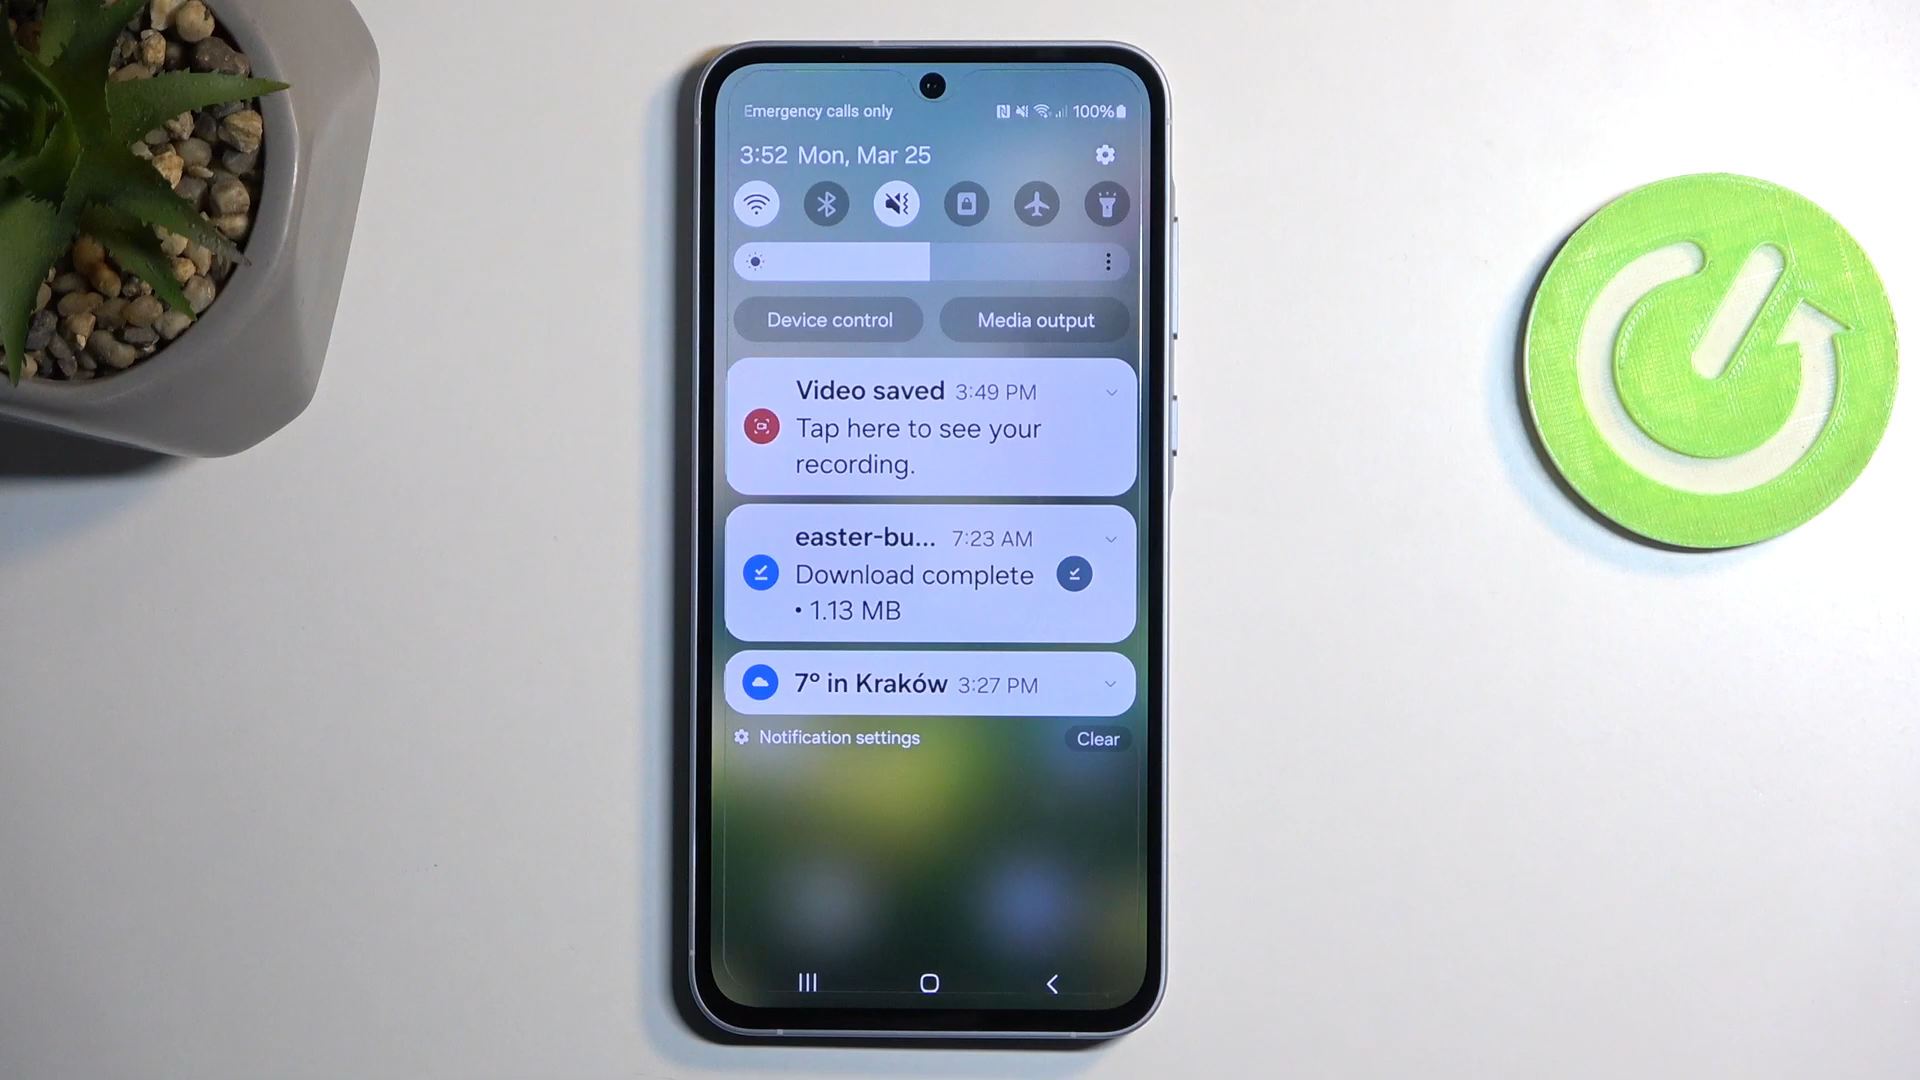 Emergency calls only 100%
3:52 Mon, Mar 25
Device control Media output
Video saved 3:49 PM
Tap here to see your
recording.
easter-bu... 7:23 AM
Download complete
• 1.13 MB
7° in Kraków 3:27 PM
Notification settings Clear